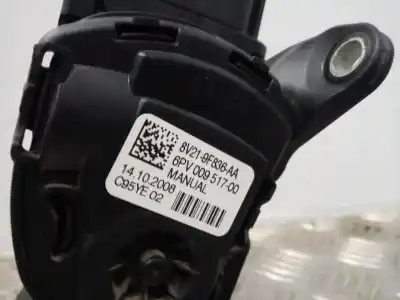 8V21-9F836-AA
6PV 009 517-00
MANUAL
14.10.2008
C95YE 02